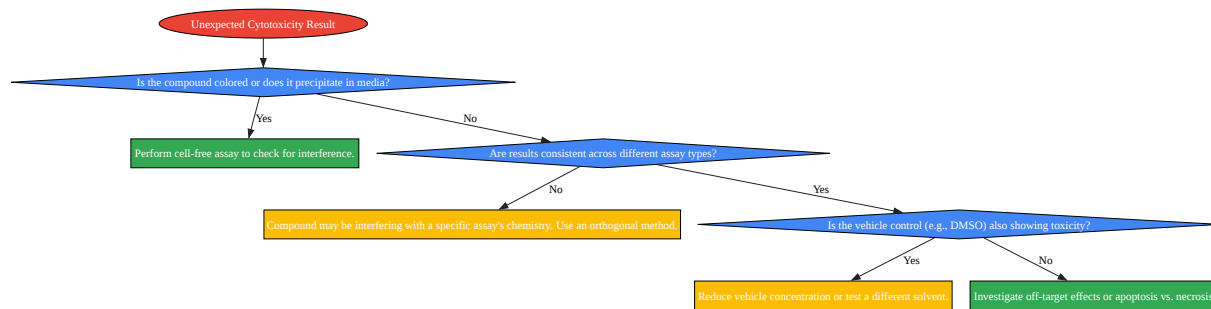 Unexpected Cytotoxicity Result
Is the compound colored or does it precipitate in media?
Yes
No
Perform cell-free assay to check for interference.
Are results consistent across different assay types?
No
Yes
Compound may be interfering with a specific assay's chemistry. Use an orthogonal method.
Is the vehicle control (e.g., DMSO) also showing toxicity?
Yes
No
Reduce vehicle concentration or test a different solvent.
Investigate off-target effects or apoptosis vs. necrosis